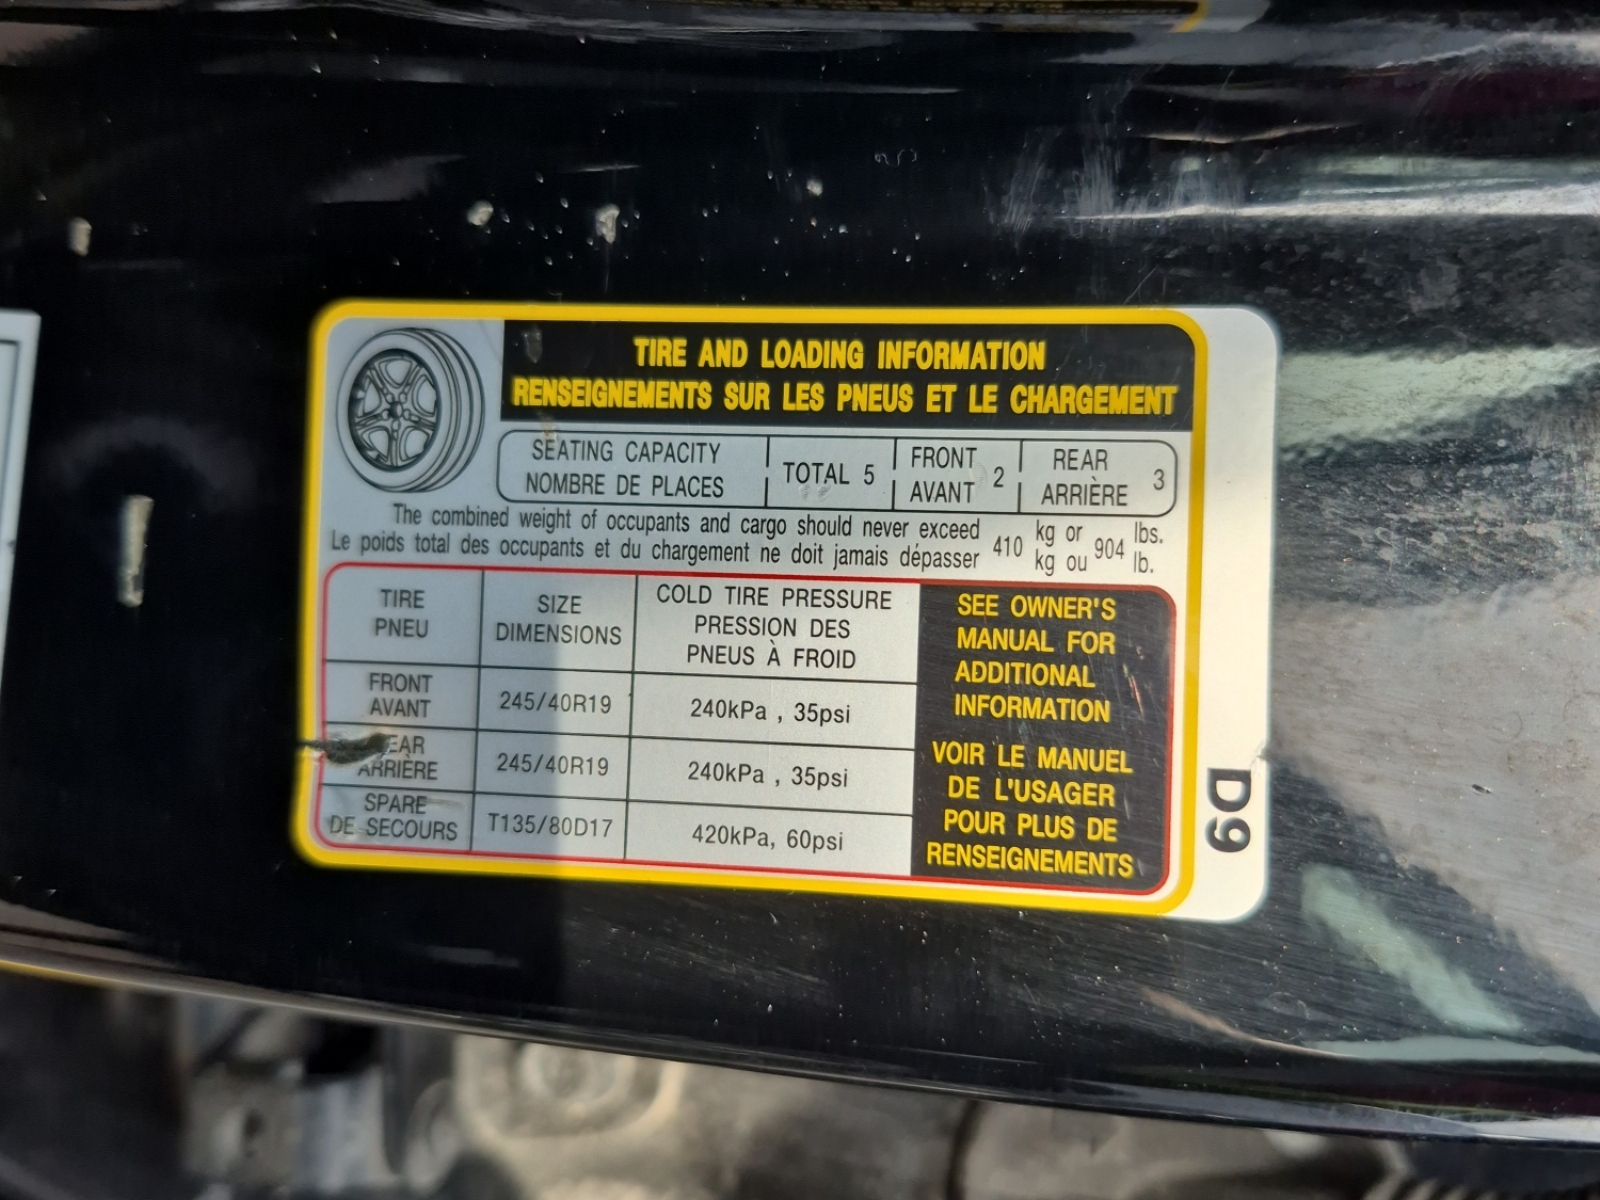 TIRE AND LOADING INFORMATION
RENSEIGNEMENTS SUR LES PNEUS ET LE CHARGEMENT
SEATING CAPACITY
NOMBRE DE PLACES
TOTAL 5
FRONT
AVANT
2
REAR
ARRIÈRE
3
The combined weight of occupants and cargo should never exceed
Le poids total des occupants et du chargement ne doit jamais dépasser
410
kg or
kg ou
904
lbs.
lb.
TIRE
PNEU
SIZE
DIMENSIONS
COLD TIRE PRESSURE
PRESSION DES
PNEUS À FROID
FRONT
AVANT
245/40R19
240kPa , 35psi
EAR
ARRIÈRE
245/40R19
240kPa , 35psi
SPARE
DE SECOURS
T135/80D17
420kPa, 60psi
SEE OWNER'S
MANUAL FOR
ADDITIONAL
INFORMATION
VOIR LE MANUEL
DE L'USAGER
POUR PLUS DE
RENSEIGNEMENTS
D9